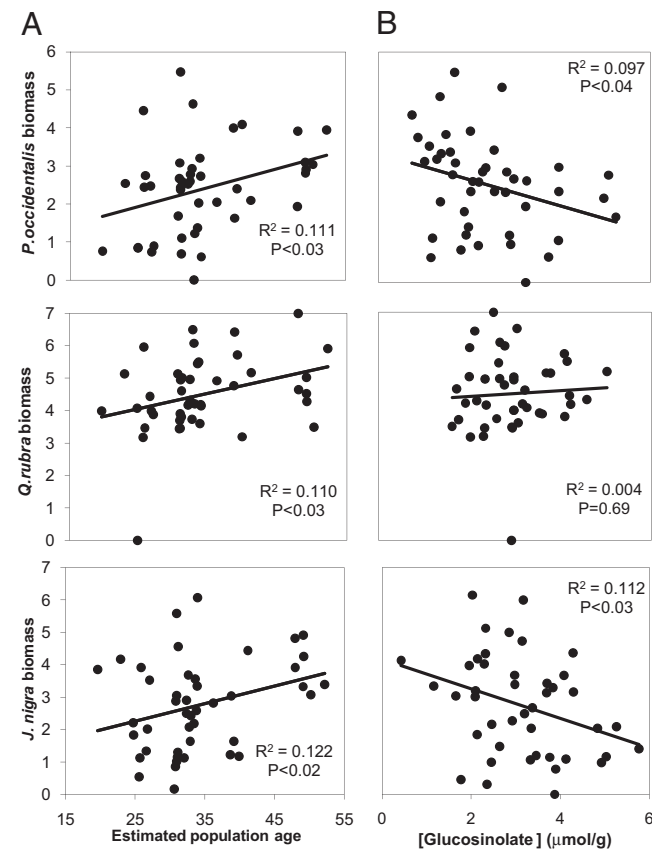 A
B
6
5
4
3
2
1
0
P.occidentalis biomass
R² = 0.111
P<0.03
R² = 0.097
P<0.04
7
6
5
4
3
2
1
0
Q.rubra biomass
R² = 0.110
P<0.03
R² = 0.004
P=0.69
7
6
5
4
3
2
1
0
J. nigra biomass
R² = 0.122
P<0.02
R² = 0.112
P<0.03
15 25 35 45 55
Estimated population age
0 2 4 6
[Glucosinolate] (μmol/g)